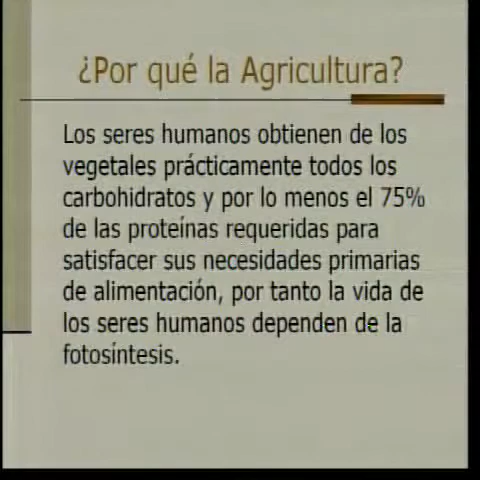 ¿Por qué la Agricultura?
Los seres humanos obtienen de los
vegetales prácticamente todos los
carbohidratos y por lo menos el 75%
de las proteínas requeridas para
satisfacer sus necesidades primarias
de alimentación, por tanto la vida de
los seres humanos dependen de la
fotosíntesis.